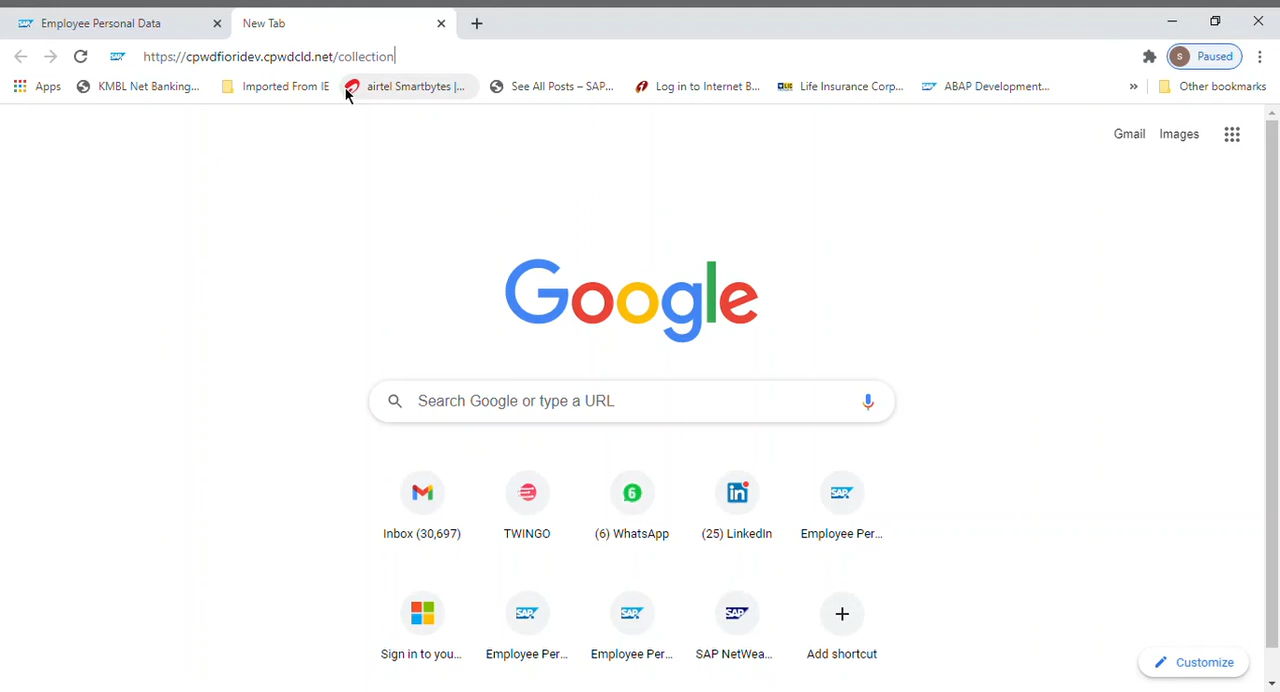 Employee Personal Data
New Tab
https://cpwdfioridev.cpwdcld.net/collection
S
Paused
Apps
KMBL Net Banking...
Imported From IE
airtel Smartbytes |...
See All Posts – SAP...
Log in to Internet B...
Life Insurance Corp...
ABAP Development...
»
Other bookmarks
Gmail
Images
Google
Search Google or type a URL
Inbox (30,697)
TWINGO
(6) WhatsApp
(25) LinkedIn
Employee Per...
Sign in to you...
Employee Per...
Employee Per...
SAP NetWea...
Add shortcut
Customize